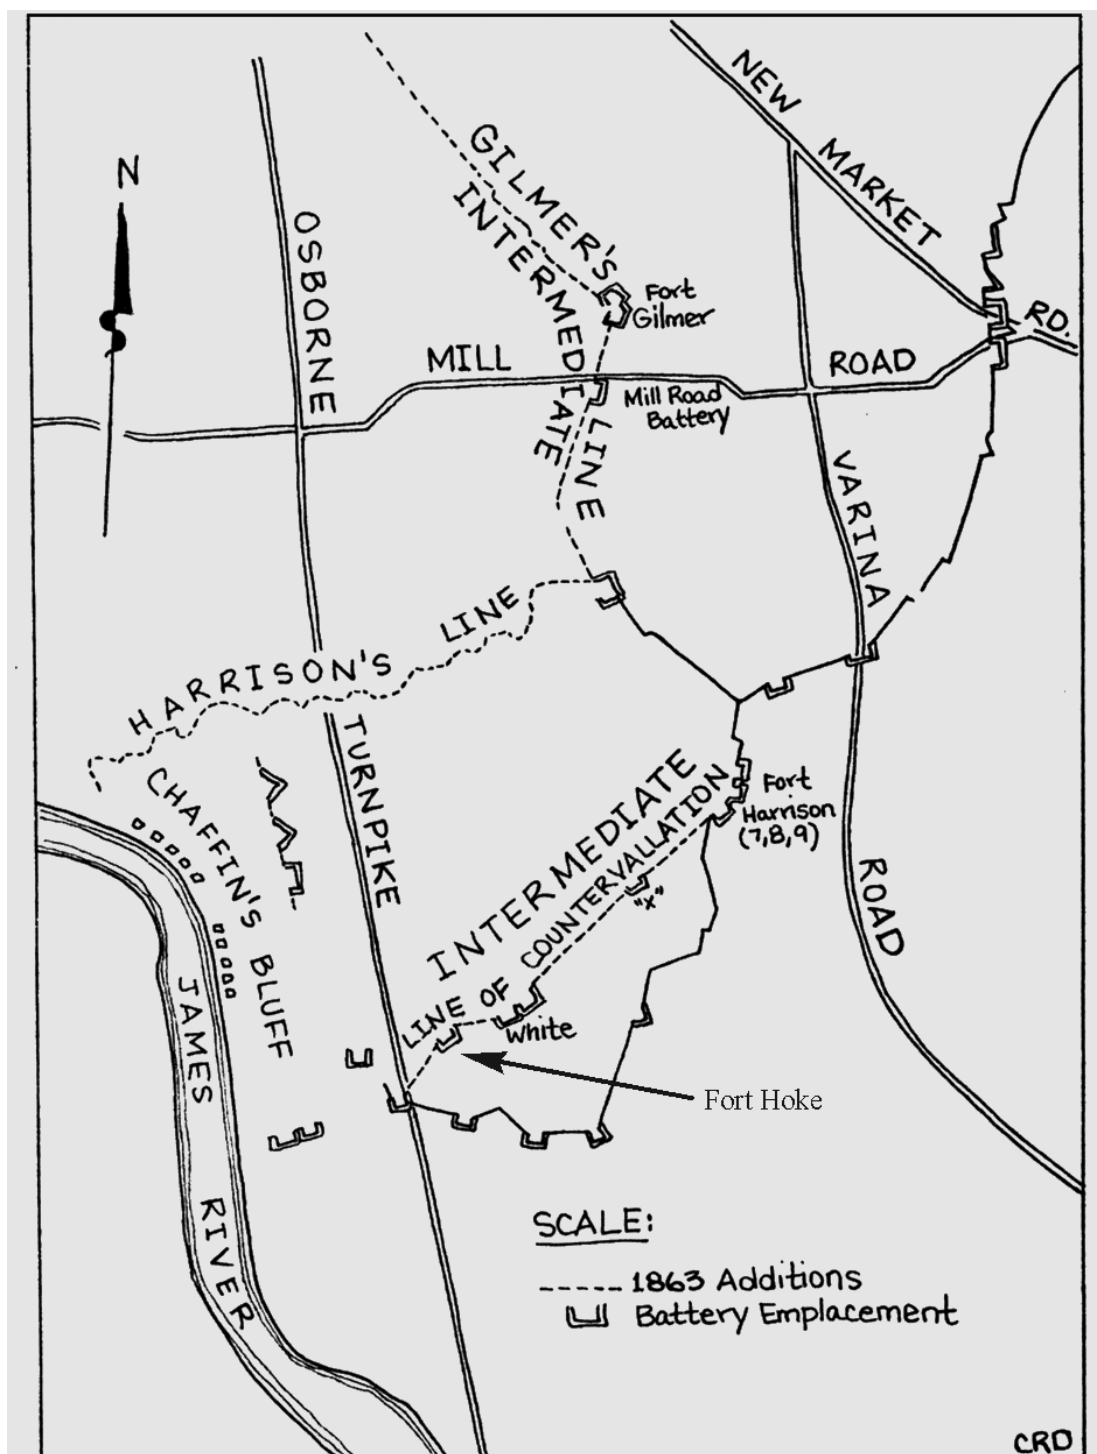 NEW MARKET RD.
N
GILMER'S
INTERMEDIATE LINE
OSBORNE TURNPIKE
Fort
Gilmer
MILL ROAD
Mill Road
Battery
VARINA ROAD
HARRISON'S LINE
CHAFFIN'S BLUFF
INTERMEDIATE
LINE OF COUNTERVALLATION
Fort
Harrison
(7,8,9)
"X"
White
Fort Hoke
JAMES RIVER
SCALE:
1863 Additions
Battery Emplacement
CRD